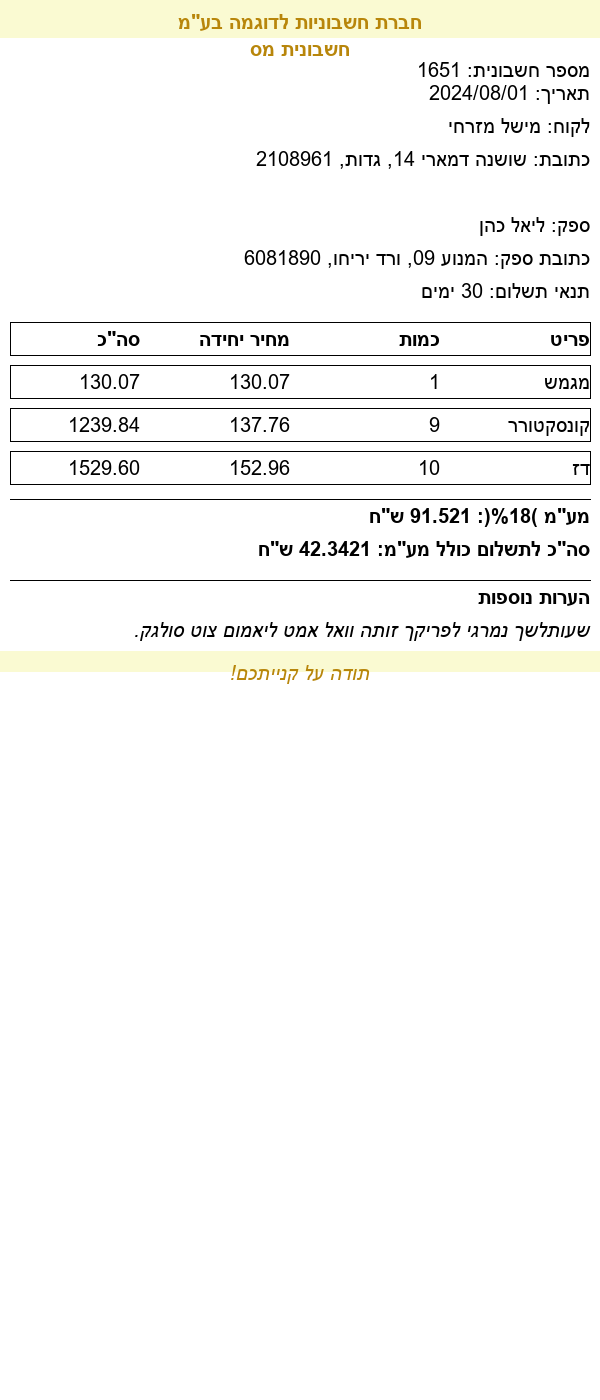 חברת חשבוניות לדוגמה בע"מ
חשבונית מס
מספר חשבונית: 1651
תאריך: 2024/08/01
לקוח: מישל מזרחי
כתובת: שושנה דמארי 14, גדות, 2108961
ספק: ליאל כהן
כתובת ספק: המנוע 09, ורד יריחו, 6081890
תנאי תשלום: 30 ימים
פריט כמות מחיר יחידה סה"כ
מגמש 1 130.07 130.07
קונסקטורר 9 137.76 1239.84
דז 10 152.96 1529.60
מע"מ )18%(: 91.521 ש"ח
סה"כ לתשלום כולל מע"מ: 42.3421 ש"ח
הערות נוספות
שעותלשך נמרגי לפריקך זותה וואל אמט ליאמום צוט סולגק.
תודה על קנייתכם!